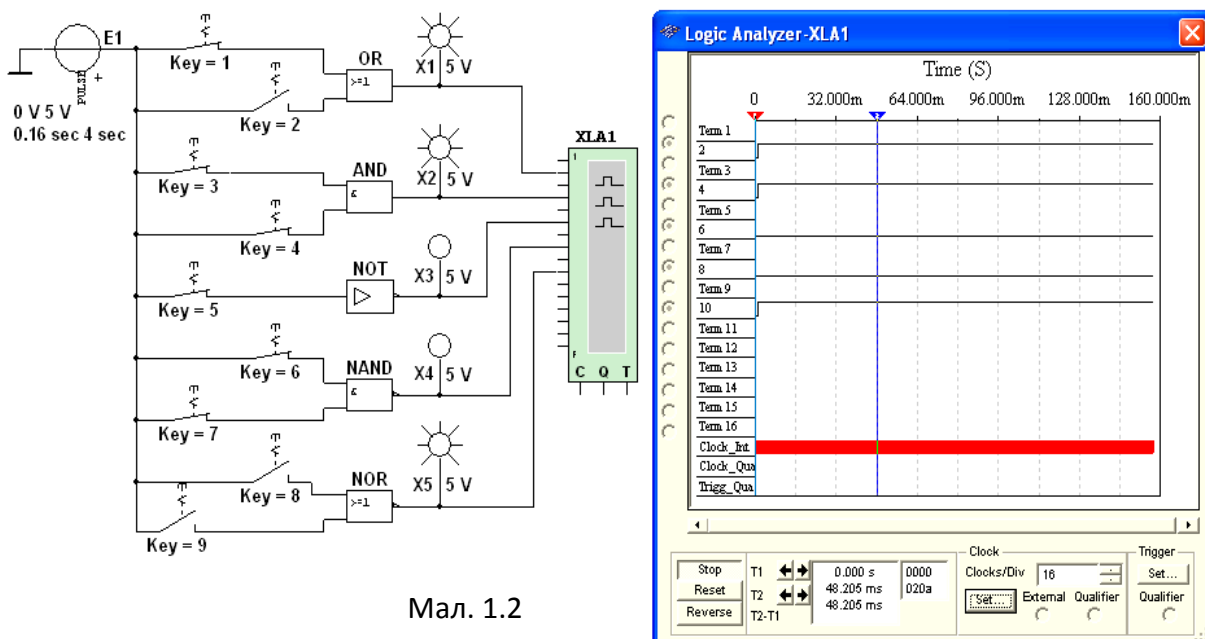 E1
PULSE
+
0 V 5 V
0.16 sec 4 sec
Key = 1
Key = 2
OR
>=1
X1
5 V
Key = 3
Key = 4
AND
&
X2
5 V
Key = 5
NOT
X3
5 V
Key = 6
Key = 7
NAND
&
X4
5 V
Key = 8
Key = 9
NOR
>=1
X5
5 V
XLA1
1
F
C Q T
Мал. 1.2
Logic Analyzer-XLA1
Time (S)
0 32.000m 64.000m 96.000m 128.000m 160.000m
Term 1
2
Term 3
4
Term 5
6
Term 7
8
Term 9
10
Term 11
Term 12
Term 13
Term 14
Term 15
Term 16
Clock_Int
Clock_Qua
Trigg_Qua
Stop
Reset
Reverse
T1 0.000 s 0000
T2 48.205 ms 020a
T2-T1 48.205 ms
Clock
Clocks/Div 16
Set... External Qualifier
Trigger
Set...
Qualifier